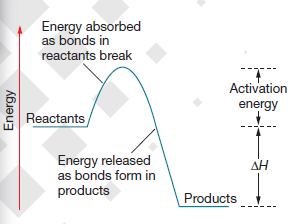 Energy absorbed
as bonds in
reactants break
Activation
energy
Energy
Reactants
Energy released
as bonds form in
products
ΔH
Products